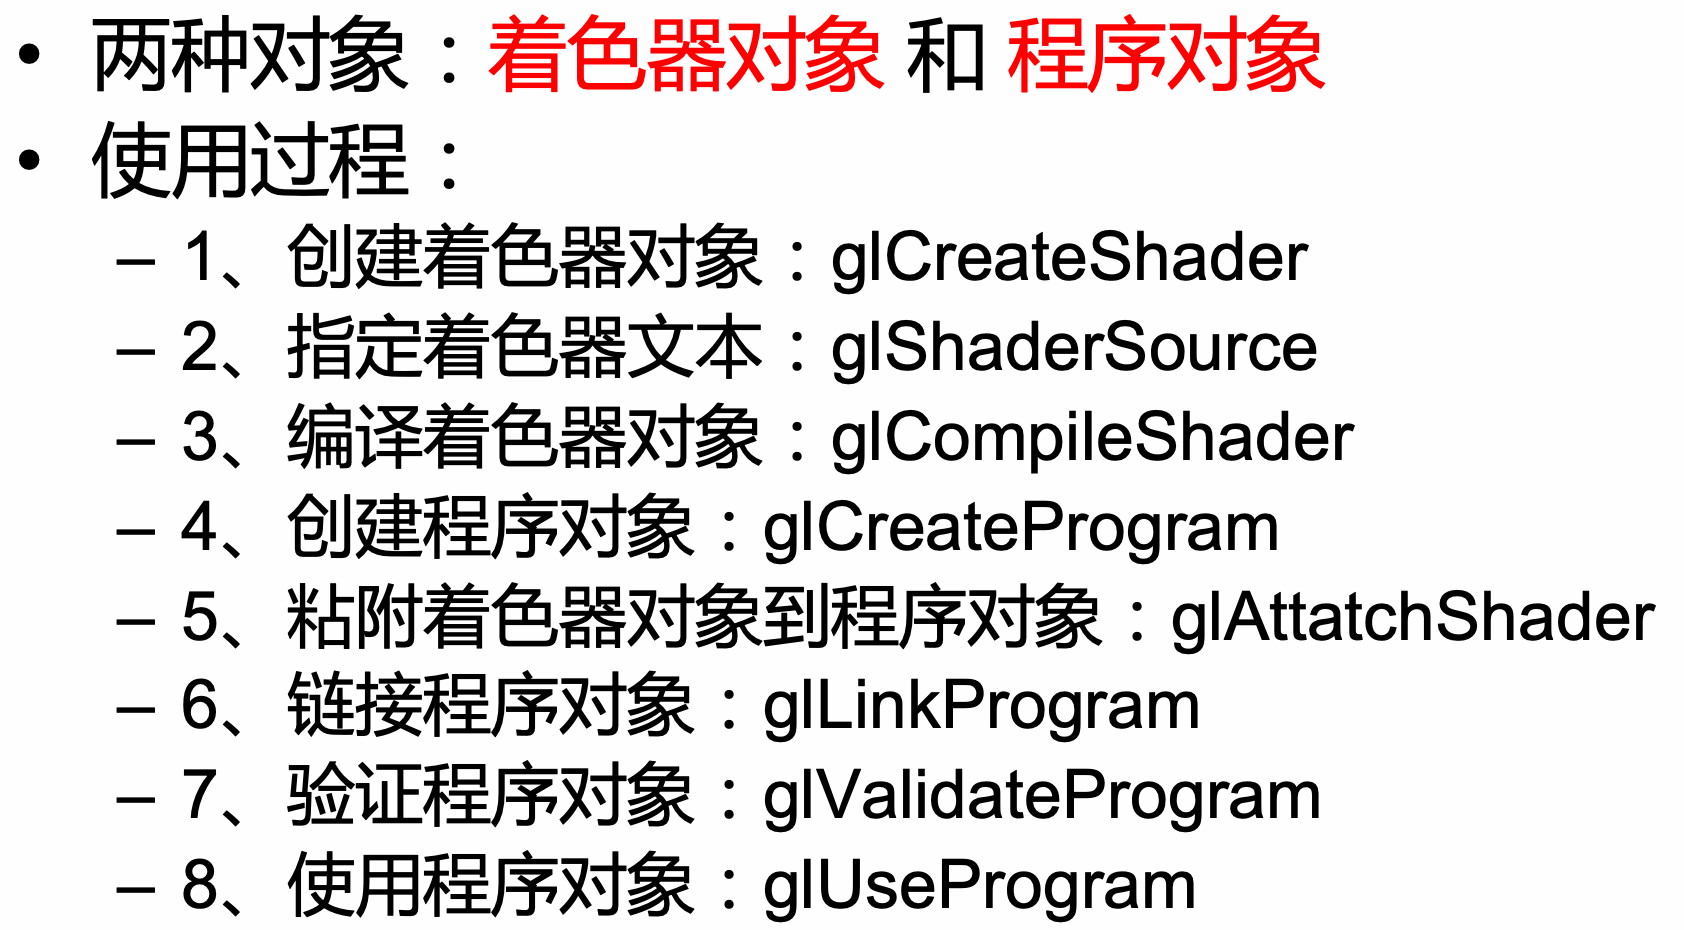 • 两种对象：着色器对象 和 程序对象
• 使用过程：
– 1、创建着色器对象：glCreateShader
– 2、指定着色器文本：glShaderSource
– 3、编译着色器对象：glCompileShader
– 4、创建程序对象：glCreateProgram
– 5、粘附着色器对象到程序对象：glAttatchShader
– 6、链接程序对象：glLinkProgram
– 7、验证程序对象：glValidateProgram
– 8、使用程序对象：glUseProgram